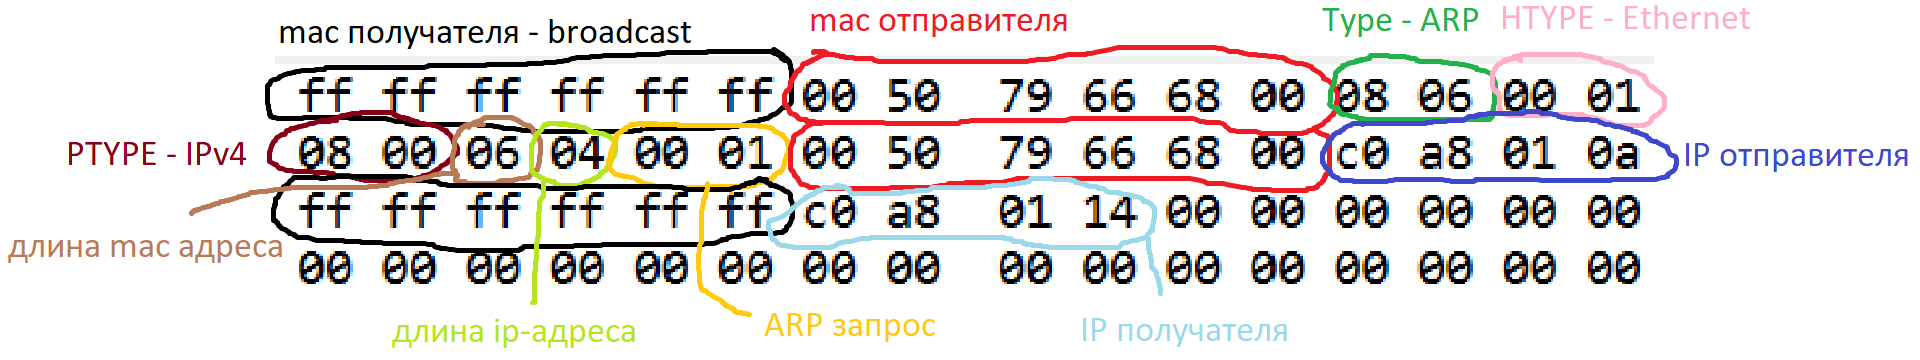 mac получателя - broadcast
mac отправителя
Type - ARP
HTYPE - Ethernet
ff ff ff ff ff ff 00 50 79 66 68 00 08 06 00 01
PTYPE - IPv4
08 00 06 04 00 01 00 50 79 66 68 00 c0 a8 01 0a
IP отправителя
ff ff ff ff ff ff c0 a8 01 14 00 00 00 00 00 00
длина mac адреса
00 00 00 00 00 00 00 00 00 00 00 00 00 00 00 00
длина ip-адреса
ARP запрос
IP получателя